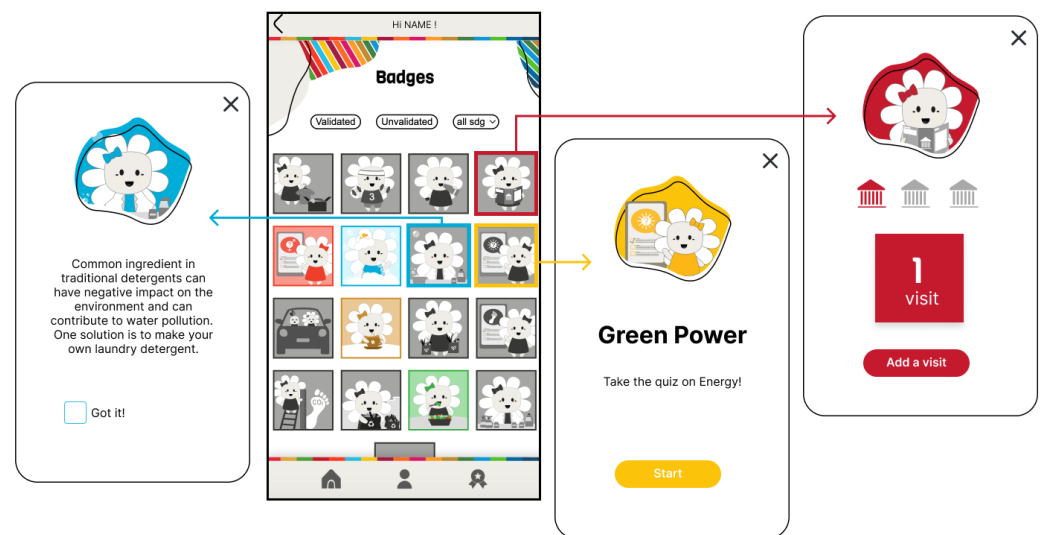 Hi NAME !
Badges
Validated
Unvalidated
all sdg
3
CO₂
Common ingredient in
traditional detergents can
have negative impact on the
environment and can
contribute to water pollution.
One solution is to make your
own laundry detergent.
Got it!
Green Power
Take the quiz on Energy!
Start
1
visit
Add a visit